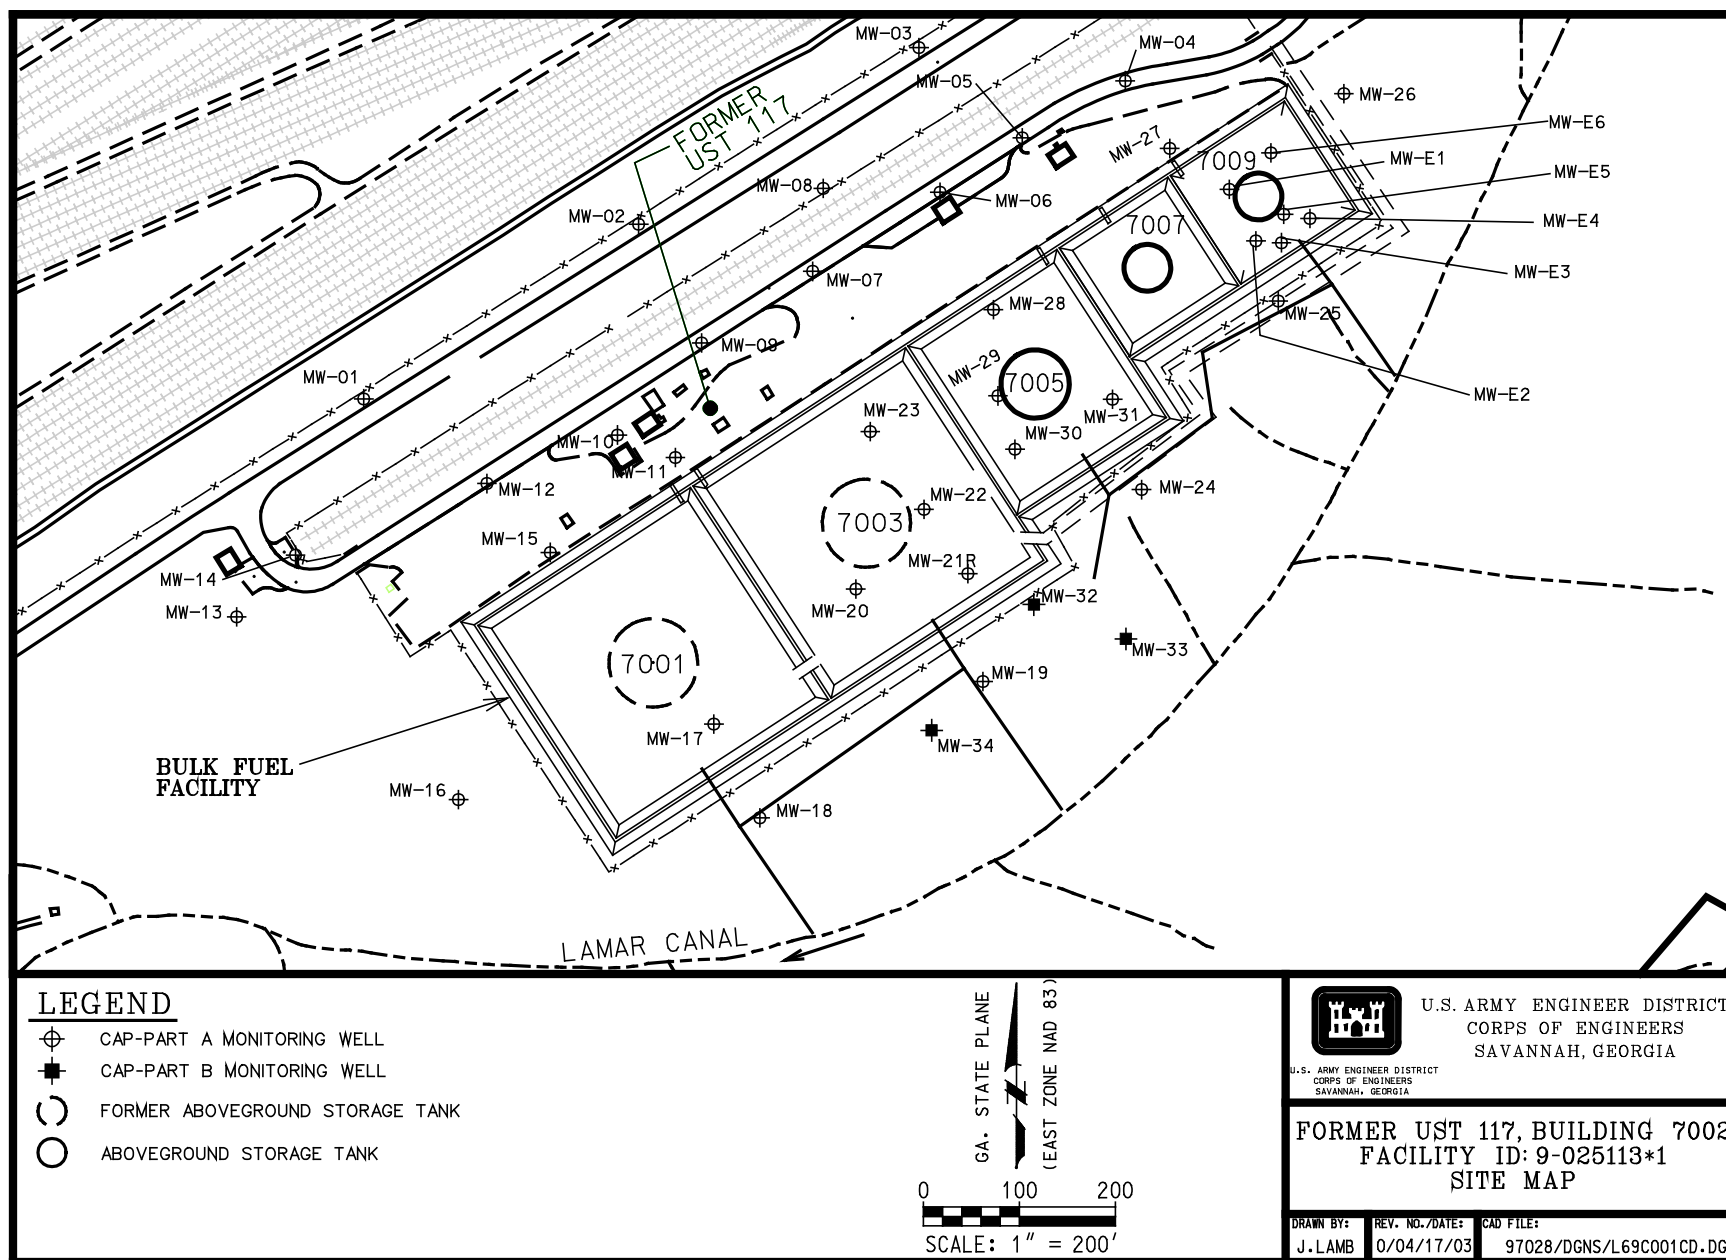 MW-03
MW-04
MW-05
MW-26
FORMER
UST 117
MW-E6
MW-27
7009
MW-E1
MW-E5
MW-08
MW-06
MW-02
7007
MW-E4
MW-E3
MW-07
MW-28
MW-25
MW-09
MW-29
MW-01
7005
MW-E2
MW-23
MW-31
MW-30
MW-10
MW-11
MW-12
MW-24
MW-22
7003
MW-15
MW-21R
MW-14
MW-13
MW-20
MW-32
MW-33
7001
MW-19
MW-17
MW-34
BULK FUEL
FACILITY
MW-16
MW-18
LAMAR CANAL
LEGEND
CAP-PART A MONITORING WELL
CAP-PART B MONITORING WELL
FORMER ABOVEGROUND STORAGE TANK
ABOVEGROUND STORAGE TANK
GA. STATE PLANE
(EAST ZONE NAD 83)
0 100 200
SCALE: 1" = 200'
U.S. ARMY ENGINEER DISTRICT
CORPS OF ENGINEERS
SAVANNAH, GEORGIA
U.S. ARMY ENGINEER DISTRICT
CORPS OF ENGINEERS
SAVANNAH, GEORGIA
FORMER UST 117, BUILDING 7002
FACILITY ID: 9-025113*1
SITE MAP
DRAWN BY:
J.LAMB
REV. NO./DATE:
0/04/17/03
CAD FILE:
97028/DGNS/L69C001CD.DG